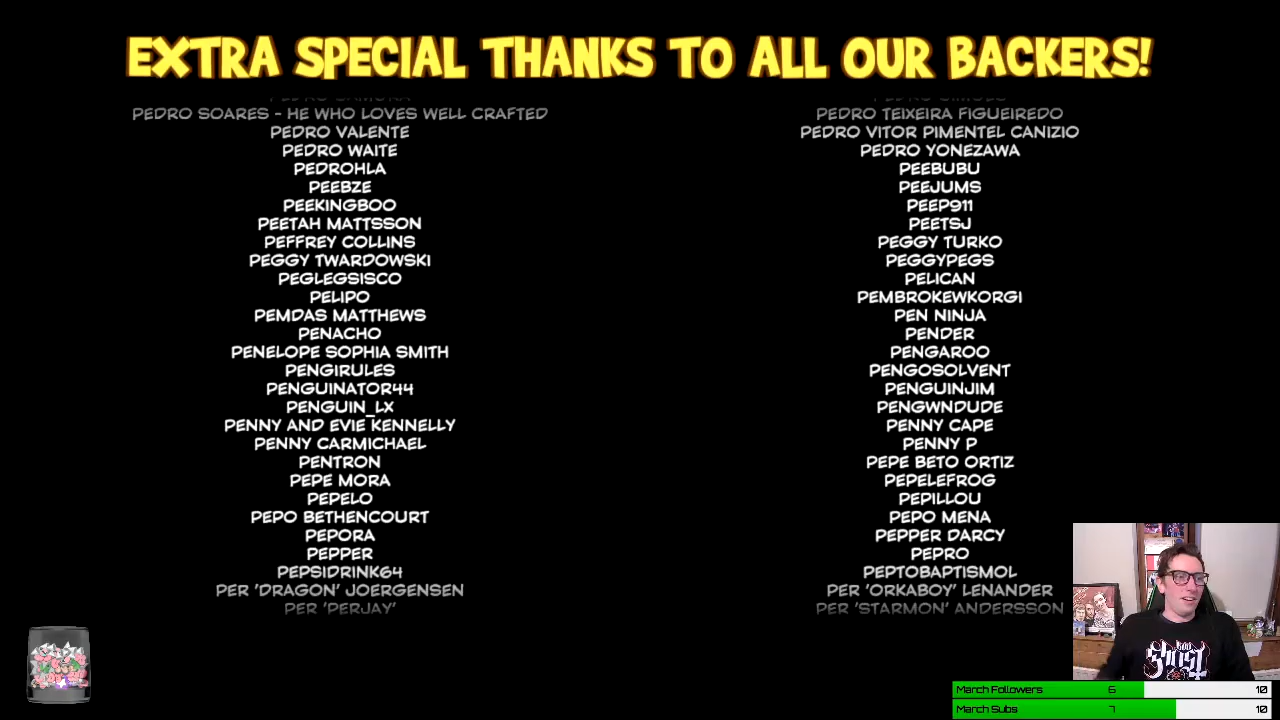 EXTRA SPECIAL THANKS TO ALL OUR BACKERS!
PEDRO SOARES - HE WHO LOVES WELL CRAFTED
PEDRO VALENTE
PEDRO WAITE
PEDROHLA
PEEBZE
PEEKINGBOO
PEETAH MATTSSON
PEFFREY COLLINS
PEGGY TWARDOWSKI
PEGLEGSISCO
PELIPO
PEMDAS MATTHEWS
PENACHO
PENELOPE SOPHIA SMITH
PENGIRULES
PENGUINATOR44
PENGUIN_LX
PENNY AND EVIE KENNELLY
PENNY CARMICHAEL
PENTRON
PEPE MORA
PEPELO
PEPO BETHENCOURT
PEPORA
PEPPER
PEPSIDRINK64
PER 'DRAGON' JOERGENSEN
PER 'PERJAY'
PEDRO TEIXEIRA FIGUEIREDO
PEDRO VITOR PIMENTEL CANIZIO
PEDRO YONEZAWA
PEEBUBU
PEEJUMS
PEEP911
PEETSJ
PEGGY TURKO
PEGGYPEGS
PELICAN
PEMBROKEWKORGI
PEN NINJA
PENDER
PENGAROO
PENGOSOLVENT
PENGUINJIM
PENGWNDUDE
PENNY CAPE
PENNY P
PEPE BETO ORTIZ
PEPELEFROG
PEPILLOU
PEPO MENA
PEPPER DARCY
PEPRO
PEPTOBAPTISMOL
PER 'ORKABOY' LENANDER
PER 'STARMON' ANDERSSON
Ghost
March Followers 6 10
March Subs 7 10